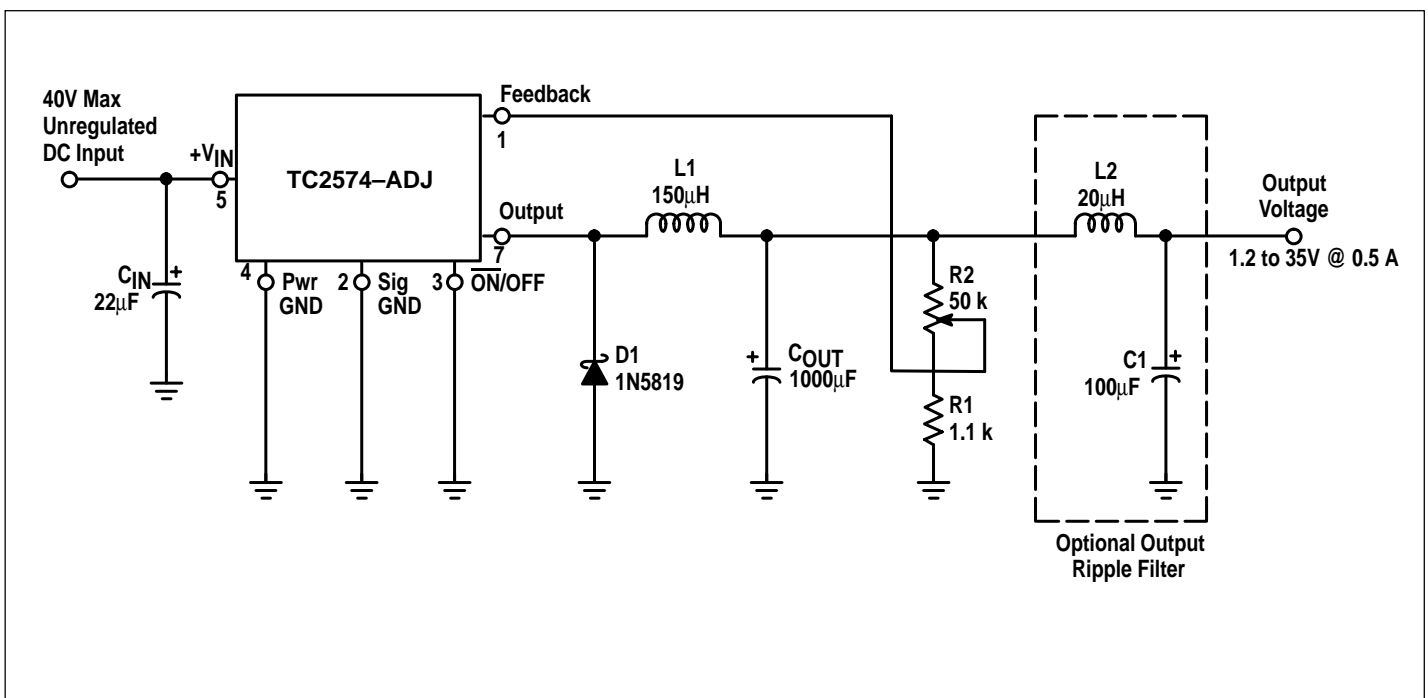 40V Max
Unregulated
DC Input
+VIN
5
TC2574–ADJ
Feedback
1
Output
7
4
Pwr
GND
2
Sig
GND
3
ON/OFF
CIN
22μF
+
L1
150μH
D1
1N5819
+
COUT
1000μF
R2
50 k
R1
1.1 k
L2
20μH
C1
100μF
+
Output
Voltage
1.2 to 35V @ 0.5 A
Optional Output
Ripple Filter